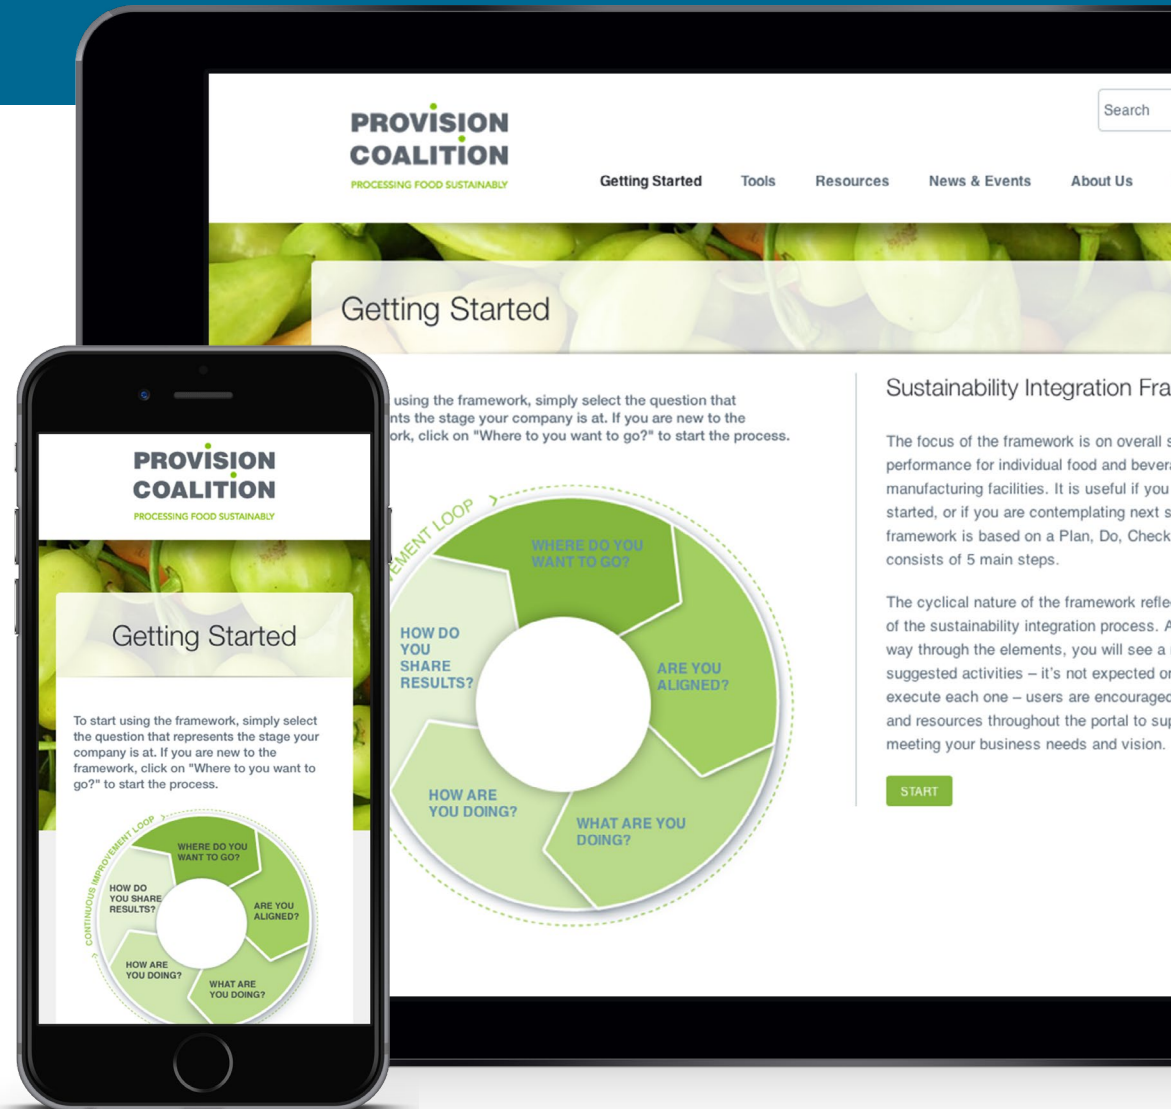 PROVISION
COALITION
PROCESSING FOOD SUSTAINABLY
Search
Getting Started
Tools
Resources
News & Events
About Us
Getting Started
using the framework, simply select the question that
the stage your company is at. If you are new to the
click on "Where to you want to go?" to start the process.
LOOP
WHERE DO YOU
WANT TO GO?
ARE YOU
ALIGNED?
WHAT ARE YOU
DOING?
HOW ARE
YOU DOING?
HOW DO
YOU
SHARE
RESULTS?
Sustainability Integration
The focus of the framework is on overall
performance for individual food and
manufacturing facilities. It is useful if you
started, or if you are contemplating next
framework is based on a Plan, Do, Check
consists of 5 main steps.
The cyclical nature of the framework
of the sustainability integration process.
way through the elements, you will see a
suggested activities – it's not expected or
execute each one – users are encouraged
and resources throughout the portal to
meeting your business needs and vision.
START
PROVISION
COALITION
PROCESSING FOOD SUSTAINABLY
Getting Started
To start using the framework, simply select
the question that represents the stage your
company is at. If you are new to the
framework, click on "Where to you want to
go?" to start the process.
CONTINUOUS IMPROVEMENT LOOP
WHERE DO YOU
WANT TO GO?
ARE YOU
ALIGNED?
WHAT ARE
YOU DOING?
HOW ARE
YOU DOING?
HOW DO
YOU SHARE
RESULTS?